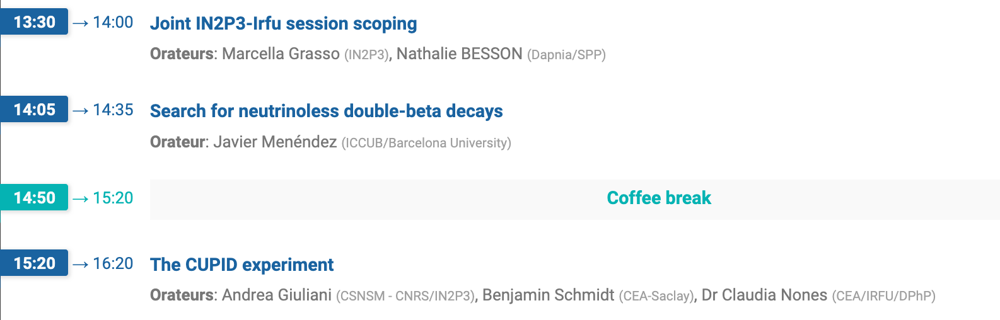 13:30 → 14:00 Joint IN2P3-Irfu session scoping
Orateurs: Marcella Grasso (IN2P3), Nathalie BESSON (Dapnia/SPP)
14:05 → 14:35 Search for neutrinoless double-beta decays
Orateur: Javier Menéndez (ICCUB/Barcelona University)
14:50 → 15:20 Coffee break
15:20 → 16:20 The CUPID experiment
Orateurs: Andrea Giuliani (CSNSM - CNRS/IN2P3), Benjamin Schmidt (CEA-Saclay), Dr Claudia Nones (CEA/IRFU/DPhP)